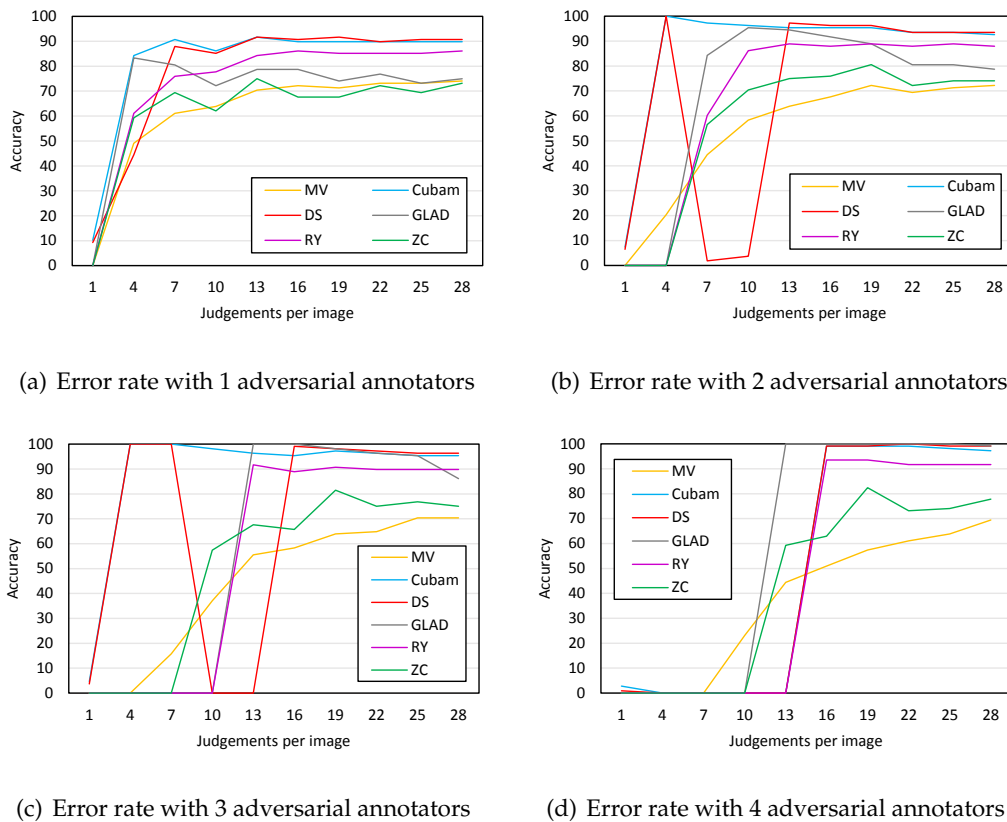 100
90
80
70
60
50
40
30
20
10
0
Accuracy
MV Cubam
DS GLAD
RY ZC
1 4 7 10 13 16 19 22 25 28
Judgements per image
(a) Error rate with 1 adversarial annotators
100
90
80
70
60
50
40
30
20
10
0
Accuracy
MV Cubam
DS GLAD
RY ZC
1 4 7 10 13 16 19 22 25 28
Judgements per image
(b) Error rate with 2 adversarial annotators
100
90
80
70
60
50
40
30
20
10
0
Accuracy
MV
Cubam
DS
GLAD
RY
ZC
1 4 7 10 13 16 19 22 25 28
Judgements per image
(c) Error rate with 3 adversarial annotators
100
90
80
70
60
50
40
30
20
10
0
Accuracy
MV
Cubam
DS
GLAD
RY
ZC
1 4 7 10 13 16 19 22 25 28
Judgements per image
(d) Error rate with 4 adversarial annotators